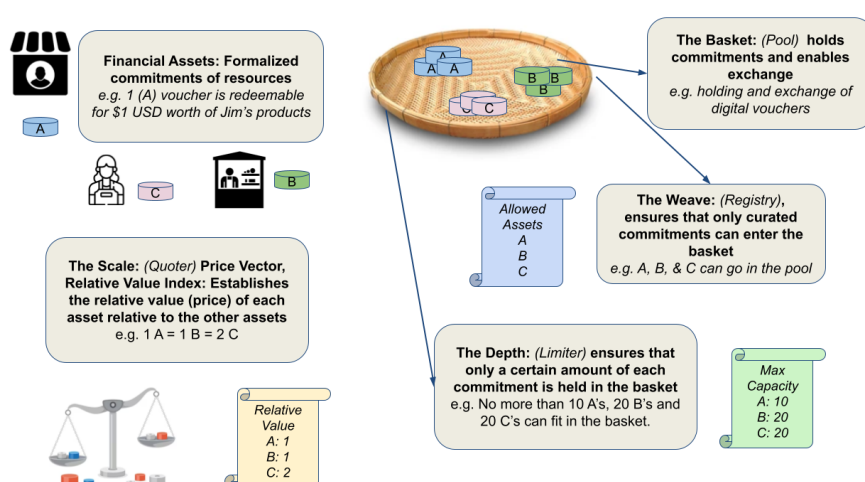 Financial Assets: Formalized
commitments of resources
e.g. 1 (A) voucher is redeemable
for $1 USD worth of Jim's products
A
C
B
The Scale: (Quoter) Price Vector,
Relative Value Index: Establishes
the relative value (price) of each
asset relative to the other assets
e.g. 1 A = 1 B = 2 C
Relative
Value
A: 1
B: 1
C: 2
A
A A
B B
B
C
C
The Basket: (Pool) holds
commitments and enables
exchange
e.g. holding and exchange of
digital vouchers
Allowed
Assets
A
B
C
The Weave: (Registry),
ensures that only curated
commitments can enter the
basket
e.g. A, B, & C can go in the pool
The Depth: (Limiter) ensures that
only a certain amount of each
commitment is held in the basket
e.g. No more than 10 A's, 20 B's and
20 C's can fit in the basket.
Max
Capacity
A: 10
B: 20
C: 20